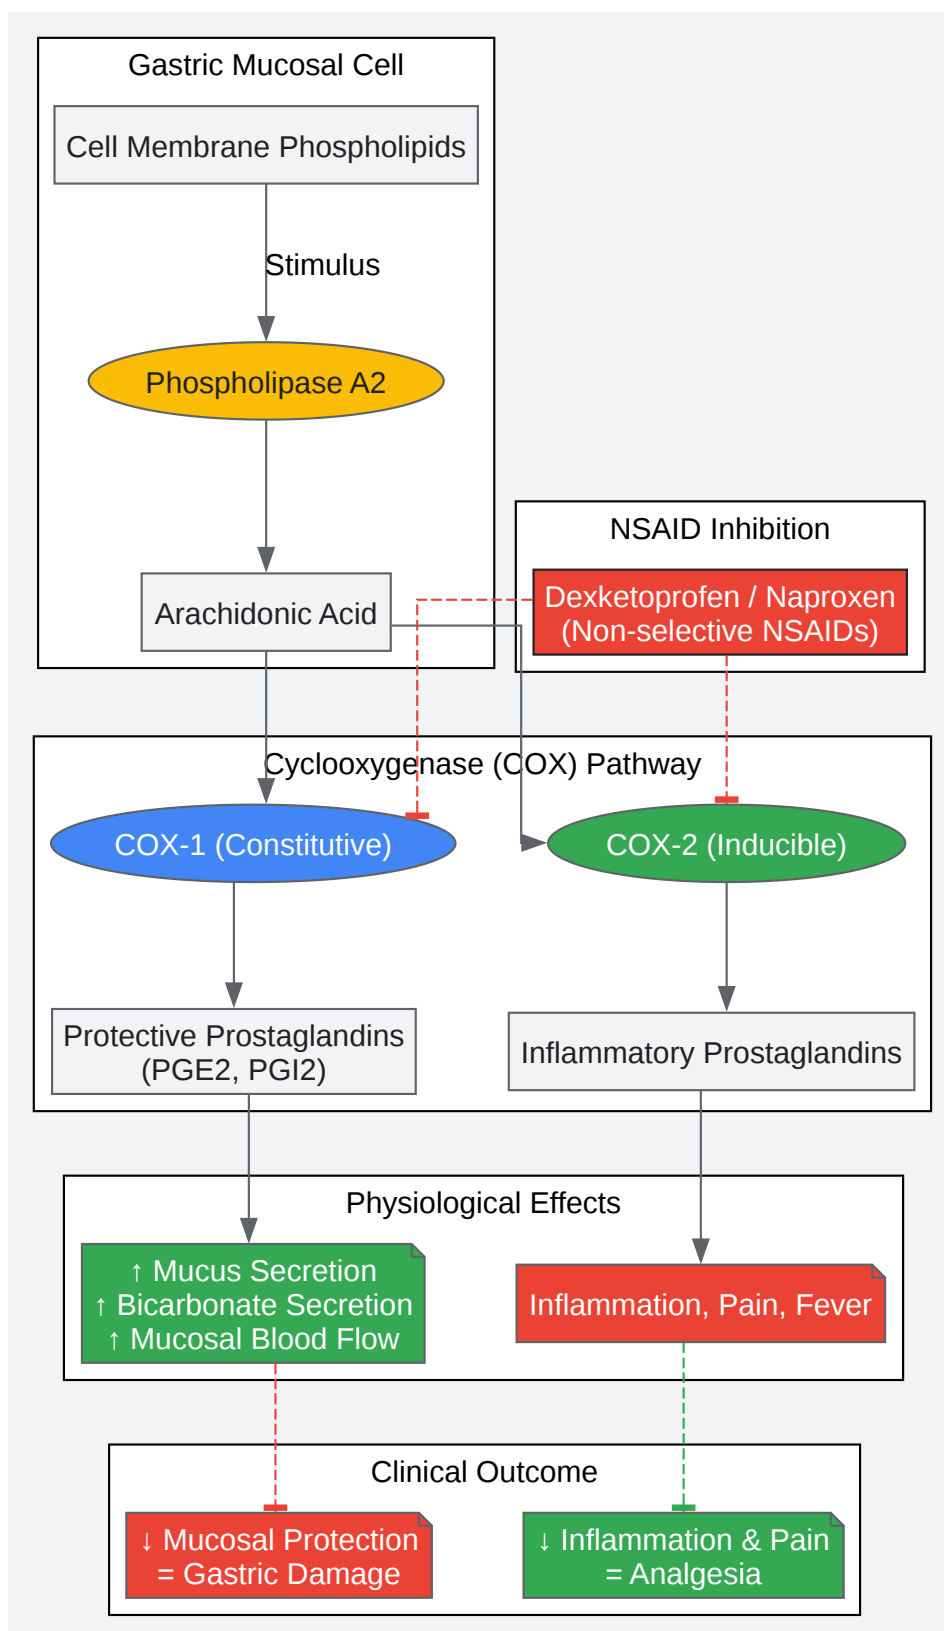 Gastric Mucosal Cell
Cell Membrane Phospholipids
Stimulus
Phospholipase A2
Arachidonic Acid
NSAID Inhibition
Dexketoprofen / Naproxen
(Non-selective NSAIDs)
Cyclooxygenase (COX) Pathway
COX-1 (Constitutive)
COX-2 (Inducible)
Protective Prostaglandins
(PGE2, PGI2)
Inflammatory Prostaglandins
Physiological Effects
↑ Mucus Secretion
↑ Bicarbonate Secretion
↑ Mucosal Blood Flow
Inflammation, Pain, Fever
Clinical Outcome
↓ Mucosal Protection
= Gastric Damage
↓ Inflammation & Pain
= Analgesia